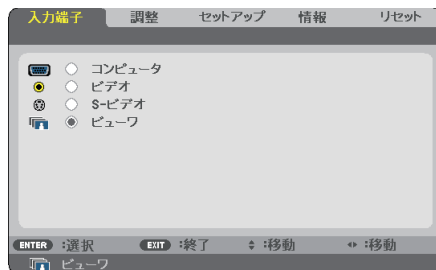 入力端子 調整 セットアップ 情報 リセット
コンピュータ
ビデオ
S-ビデオ
ビューワ
ENTER :選択 EXIT :終了 :移動 :移動
ビューワ